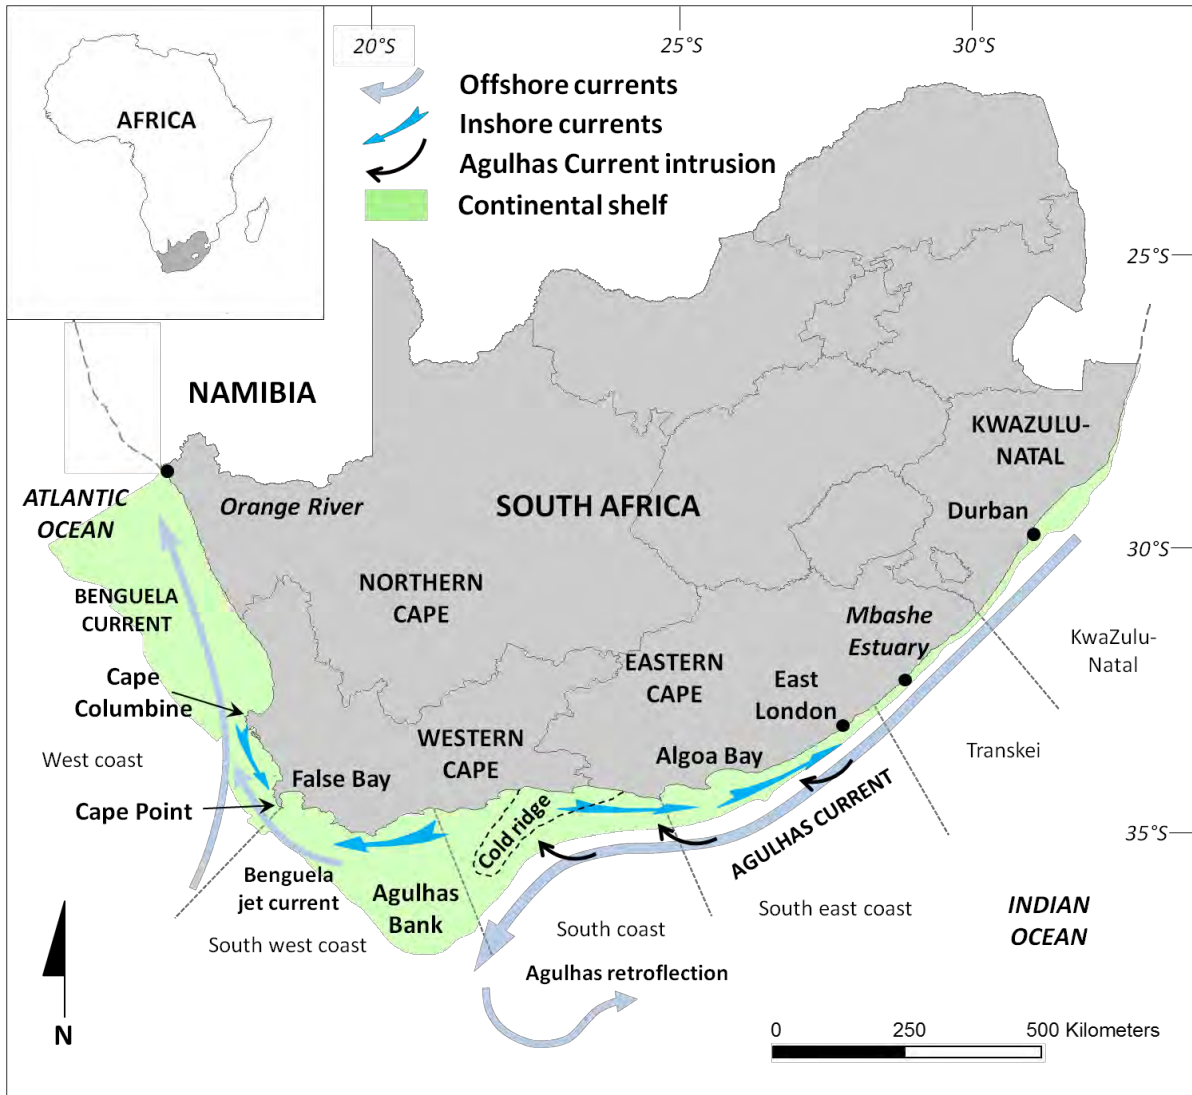 20°S
25°S
30°S
AFRICA
Offshore currents
Inshore currents
Agulhas Current intrusion
Continental shelf
25°S
NAMIBIA
KWAZULU-
NATAL
ATLANTIC
OCEAN
Orange River
SOUTH AFRICA
Durban
30°S
BENGUELA
CURRENT
NORTHERN
CAPE
Mbashe
Estuary
KwaZulu-
Natal
Cape
Columbine
EASTERN
CAPE
East
London
West coast
WESTERN
CAPE
Algoa Bay
Transkei
False Bay
Cape Point
Cold ridge
AGULHAS CURRENT
35°S
Benguela
jet current
Agulhas
Bank
South east coast
INDIAN
OCEAN
South west coast
South coast
Agulhas retroflection
N
0 250 500 Kilometers